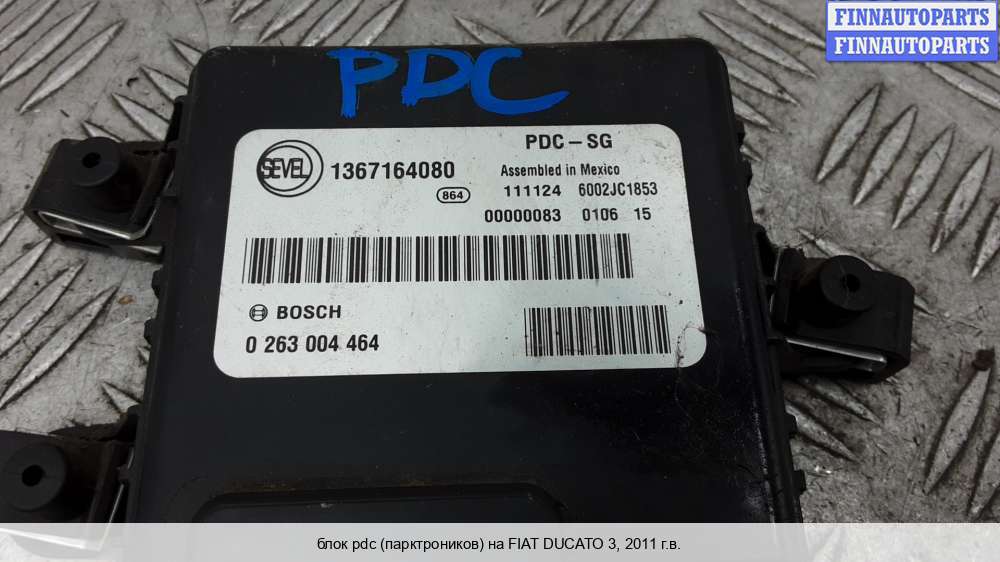 FINNAUTOPARTS
FINNAUTOPARTS
PDC
SEVEL 1367164080
864
PDC-SG
Assembled in Mexico
111124 6002JC1853
00000083 0106 15
BOSCH
0 263 004 464
блок pdc (парктроников) на FIAT DUCATO 3, 2011 г.в.